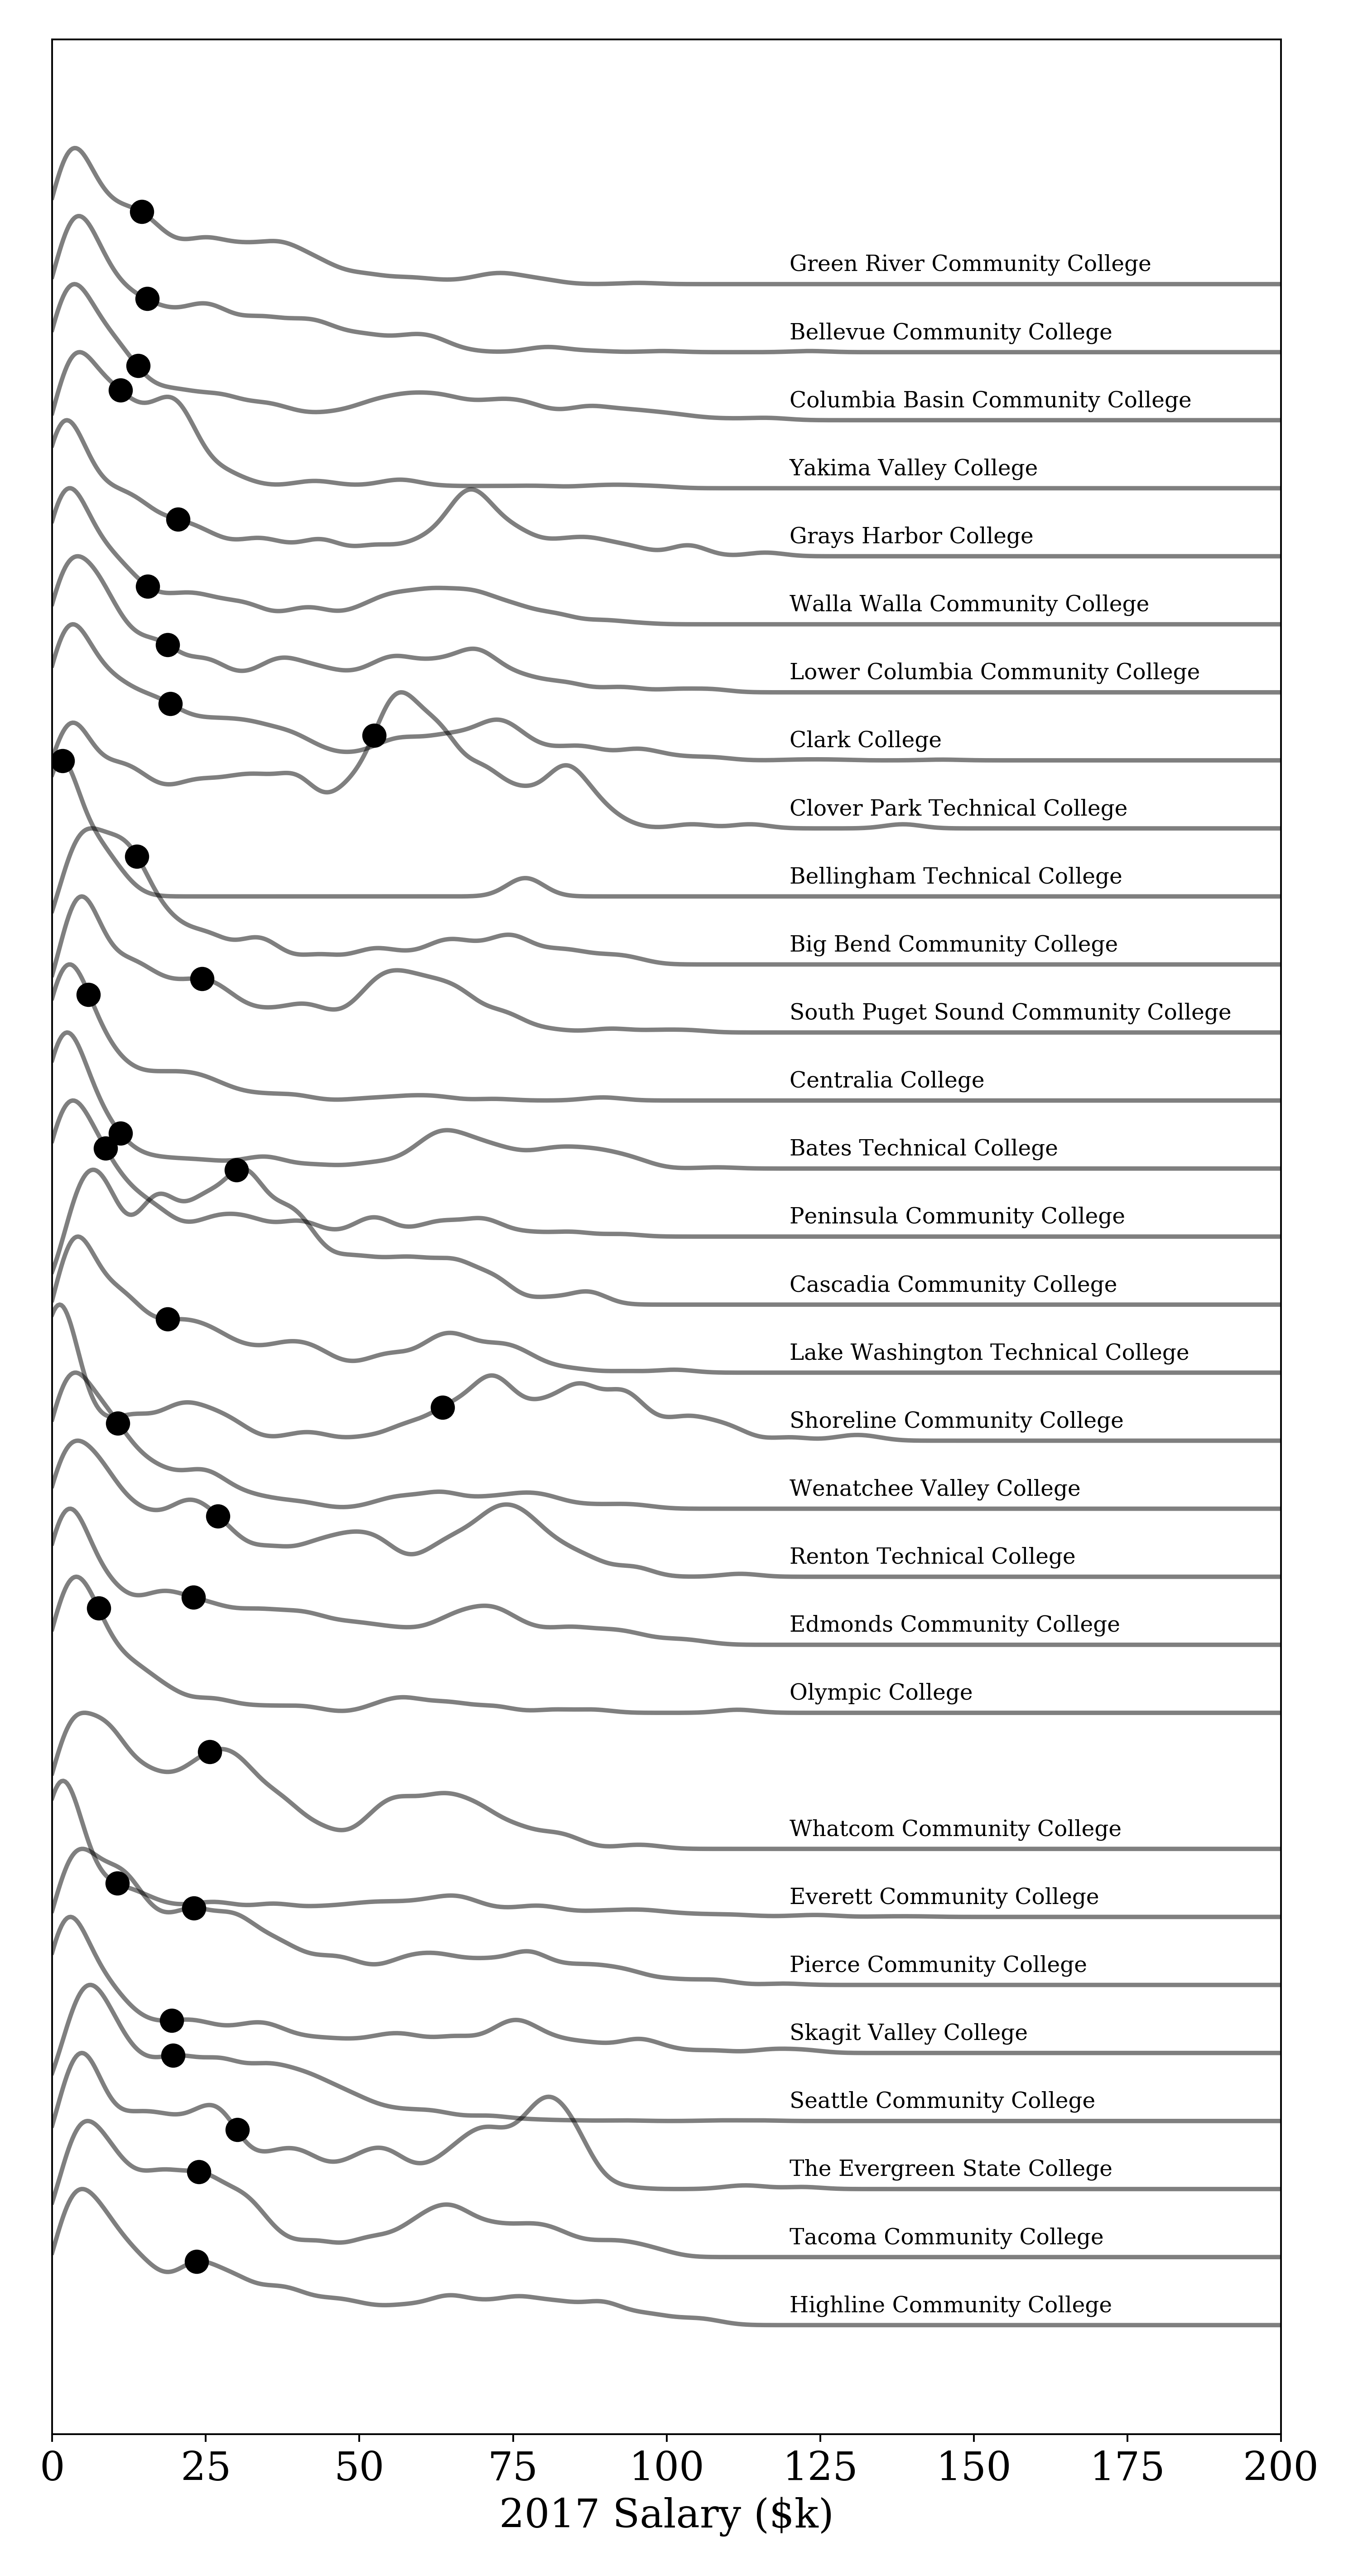 Green River Community College
Bellevue Community College
Columbia Basin Community College
Yakima Valley College
Grays Harbor College
Walla Walla Community College
Lower Columbia Community College
Clark College
Clover Park Technical College
Bellingham Technical College
Big Bend Community College
South Puget Sound Community College
Centralia College
Bates Technical College
Peninsula Community College
Cascadia Community College
Lake Washington Technical College
Shoreline Community College
Wenatchee Valley College
Renton Technical College
Edmonds Community College
Olympic College
Whatcom Community College
Everett Community College
Pierce Community College
Skagit Valley College
Seattle Community College
The Evergreen State College
Tacoma Community College
Highline Community College
0 25 50 75 100 125 150 175 200
2017 Salary ($k)